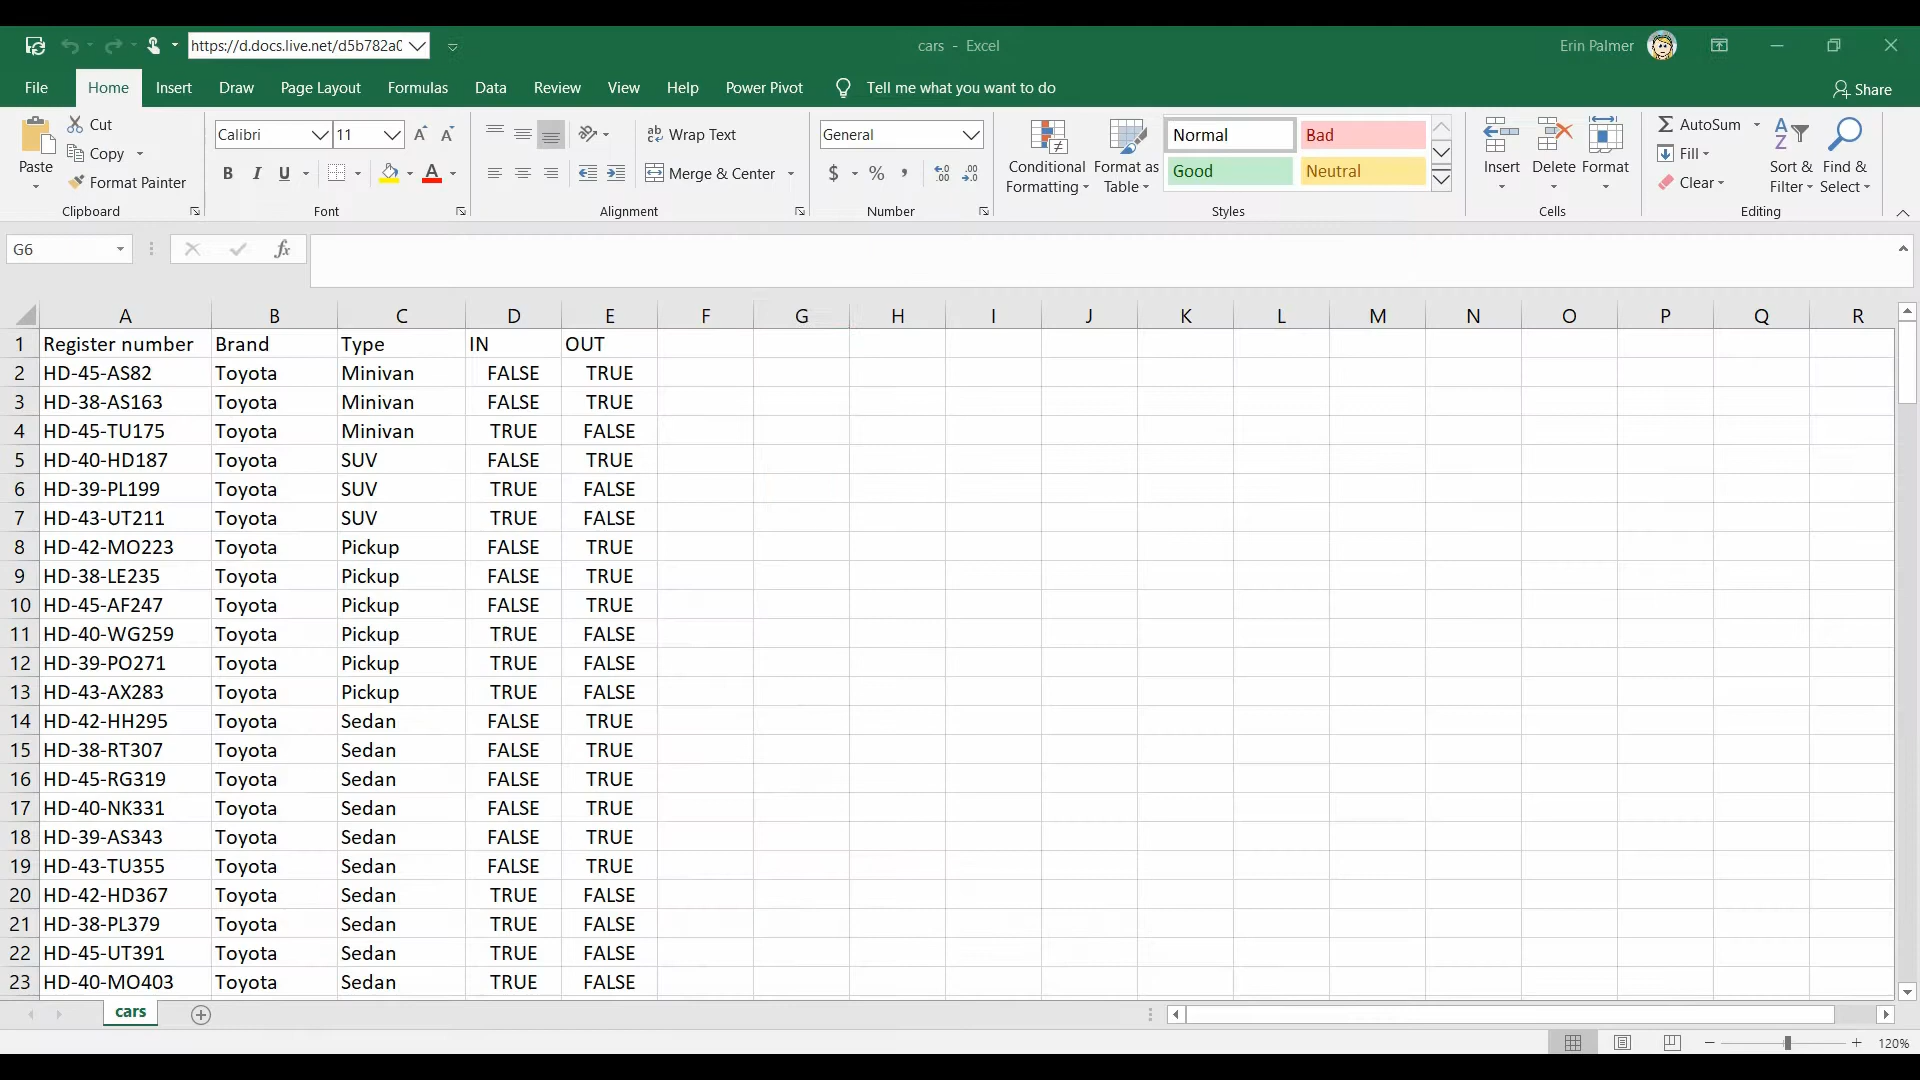 https://d.docs.live.net/d5b782a0
cars - Excel
Erin Palmer
File Home Insert Draw Page Layout Formulas Data Review View Help Power Pivot Tell me what you want to do Share
Paste
Cut
Copy
Format Painter
Clipboard
Calibri 11
B I U A
Font
Wrap Text
Merge & Center
Alignment
General
$ % ,
Number
Conditional Formatting
Format as Table
Normal Bad
Good Neutral
Styles
Insert Delete Format
Cells
AutoSum
Fill
Clear
Sort & Filter
Find & Select
Editing
G6 fx
A B C D E F G H I J K L M N O P Q R
1 Register number Brand Type IN OUT
2 HD-45-AS82 Toyota Minivan FALSE TRUE
3 HD-38-AS163 Toyota Minivan FALSE TRUE
4 HD-45-TU175 Toyota Minivan TRUE FALSE
5 HD-40-HD187 Toyota SUV FALSE TRUE
6 HD-39-PL199 Toyota SUV TRUE FALSE
7 HD-43-UT211 Toyota SUV TRUE FALSE
8 HD-42-MO223 Toyota Pickup FALSE TRUE
9 HD-38-LE235 Toyota Pickup FALSE TRUE
10 HD-45-AF247 Toyota Pickup FALSE TRUE
11 HD-40-WG259 Toyota Pickup TRUE FALSE
12 HD-39-PO271 Toyota Pickup TRUE FALSE
13 HD-43-AX283 Toyota Pickup TRUE FALSE
14 HD-42-HH295 Toyota Sedan FALSE TRUE
15 HD-38-RT307 Toyota Sedan FALSE TRUE
16 HD-45-RG319 Toyota Sedan FALSE TRUE
17 HD-40-NK331 Toyota Sedan FALSE TRUE
18 HD-39-AS343 Toyota Sedan FALSE TRUE
19 HD-43-TU355 Toyota Sedan FALSE TRUE
20 HD-42-HD367 Toyota Sedan TRUE FALSE
21 HD-38-PL379 Toyota Sedan TRUE FALSE
22 HD-45-UT391 Toyota Sedan TRUE FALSE
23 HD-40-MO403 Toyota Sedan TRUE FALSE
cars
120%